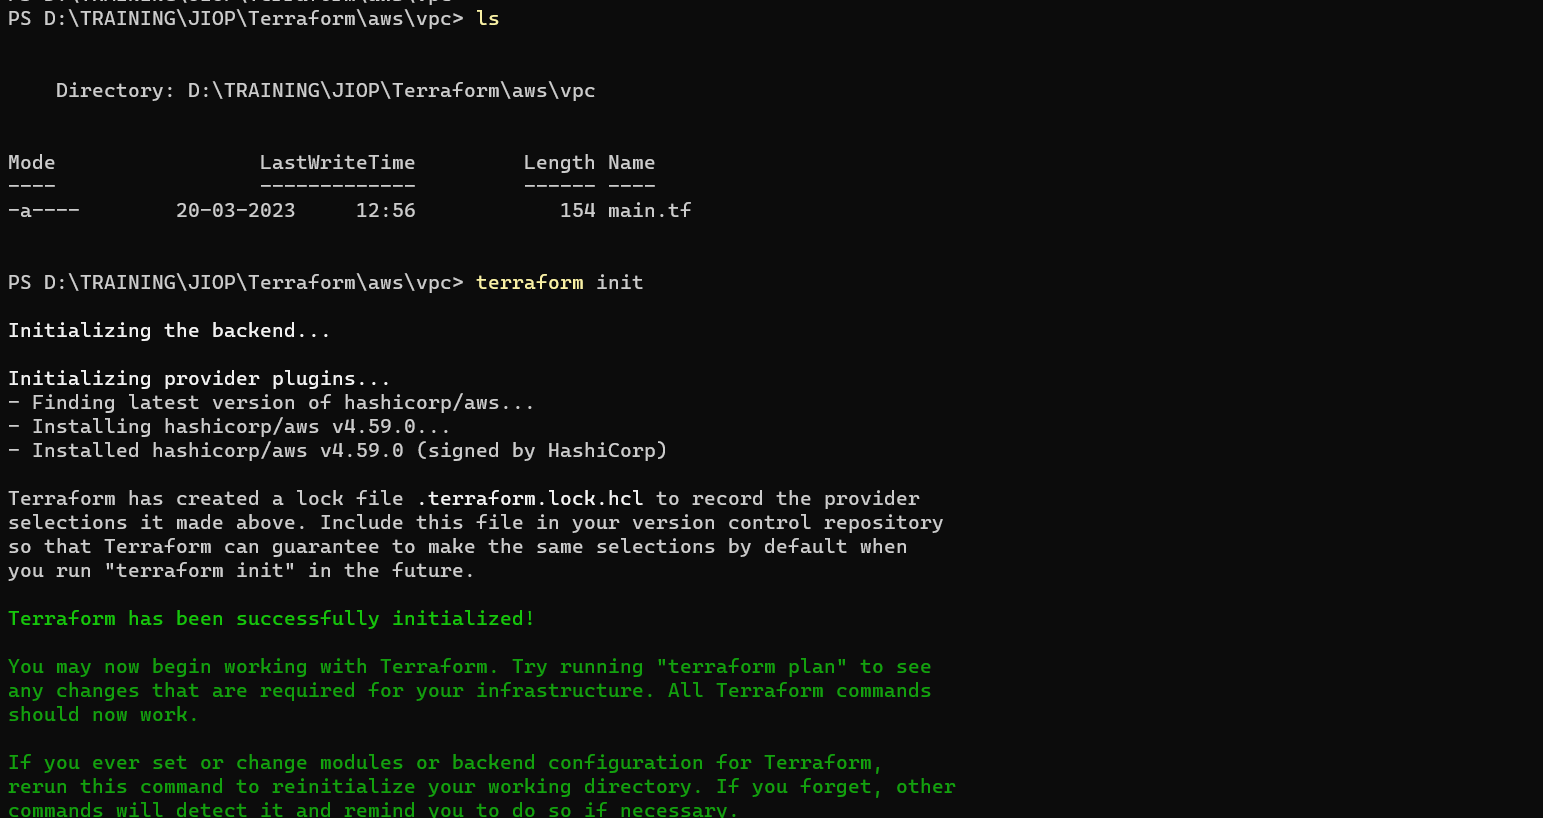 PS D:\TRAINING\JIOP\Terraform\aws\vpc> ls
Directory: D:\TRAINING\JIOP\Terraform\aws\vpc
Mode                 LastWriteTime         Length Name
----                 -------------         ------ ----
-a----        20-03-2023     12:56            154 main.tf
PS D:\TRAINING\JIOP\Terraform\aws\vpc> terraform init
Initializing the backend...
Initializing provider plugins...
- Finding latest version of hashicorp/aws...
- Installing hashicorp/aws v4.59.0...
- Installed hashicorp/aws v4.59.0 (signed by HashiCorp)
Terraform has created a lock file .terraform.lock.hcl to record the provider
selections it made above. Include this file in your version control repository
so that Terraform can guarantee to make the same selections by default when
you run "terraform init" in the future.
Terraform has been successfully initialized!
You may now begin working with Terraform. Try running "terraform plan" to see
any changes that are required for your infrastructure. All Terraform commands
should now work.
If you ever set or change modules or backend configuration for Terraform,
rerun this command to reinitialize your working directory. If you forget, other
commands will detect it and remind you to do so if necessary.